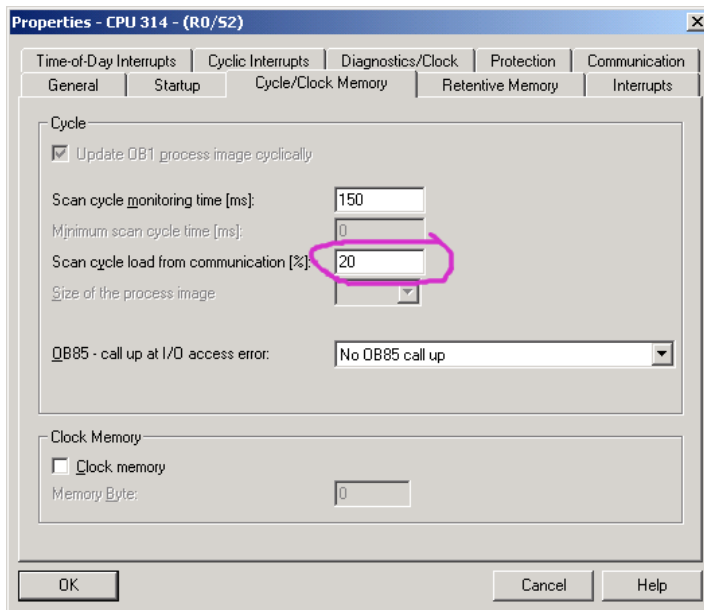 Properties - CPU 314 - (R0/S2)
Time-of-Day Interrupts Cyclic Interrupts Diagnostics/Clock Protection Communication
General Startup Cycle/Clock Memory Retentive Memory Interrupts
Cycle
Update OB1 process image cyclically
Scan cycle monitoring time [ms]: 150
Minimum scan cycle time [ms]: 0
Scan cycle load from communication [%]: 20
Size of the process image
OB85 - call up at I/O access error: No OB85 call up
Clock Memory
Clock memory
Memory Byte: 0
OK Cancel Help